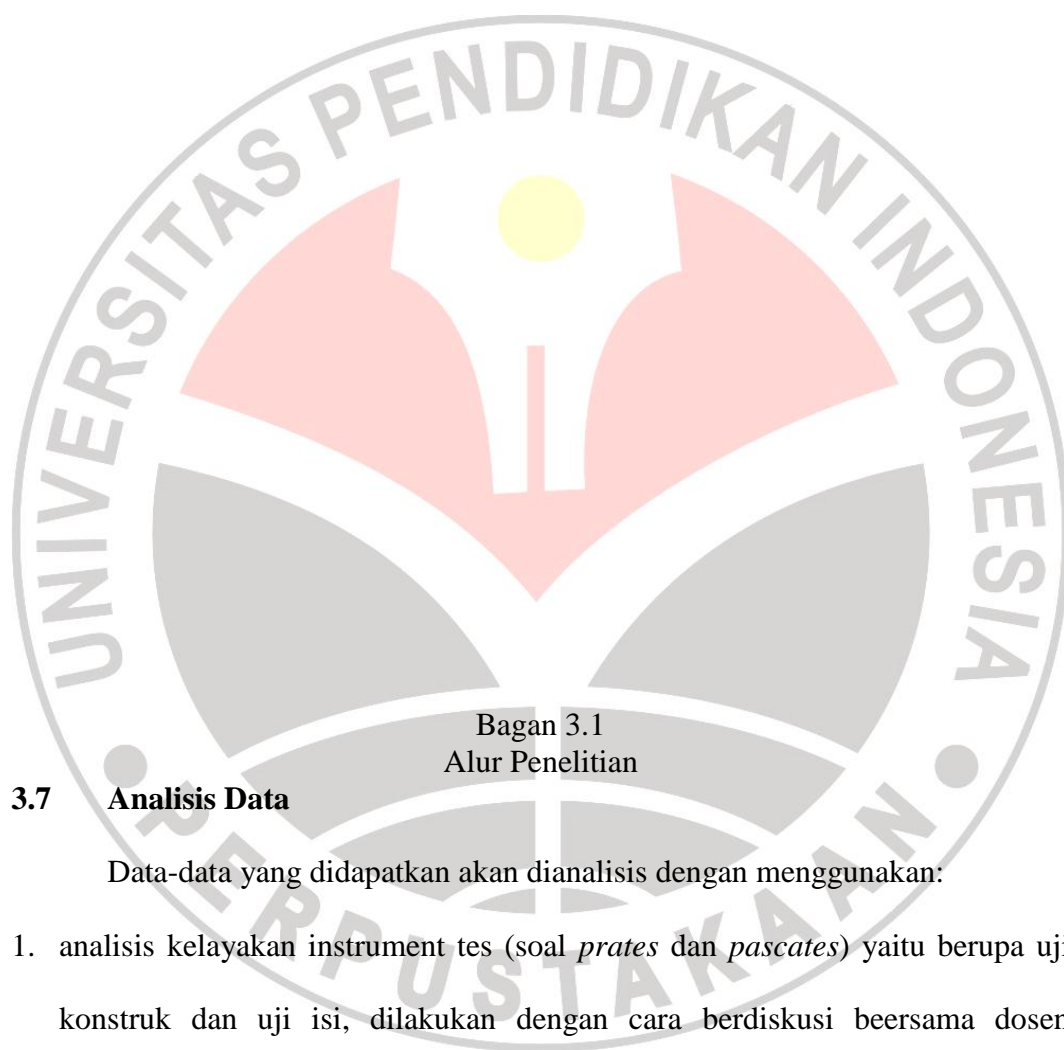 UNIVERSITAS PENDIDIKAN INDONESIA
PERPUSTAKAAN
Bagan 3.1
Alur Penelitian
3.7 Analisis Data
Data-data yang didapatkan akan dianalisis dengan menggunakan:
1. analisis kelayakan instrument tes (soal prates dan pascates) yaitu berupa uji
konstruk dan uji isi, dilakukan dengan cara berdiskusi beersama dosen